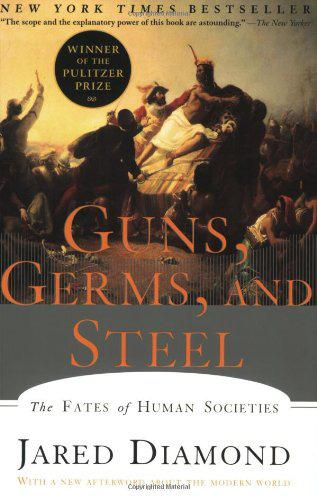 NEW YORK TIMES BESTSELLER
"The scope and the explanatory power of this book are astounding." —The New Yorker
WINNER
OF THE
PULITZER
PRIZE
GUNS,
GERMS, AND
STEEL
The FATES of HUMAN SOCIETIES
JARED DIAMOND
WITH A NEW AFTERWORD ABOUT THE MODERN WORLD
Copyrighted Material